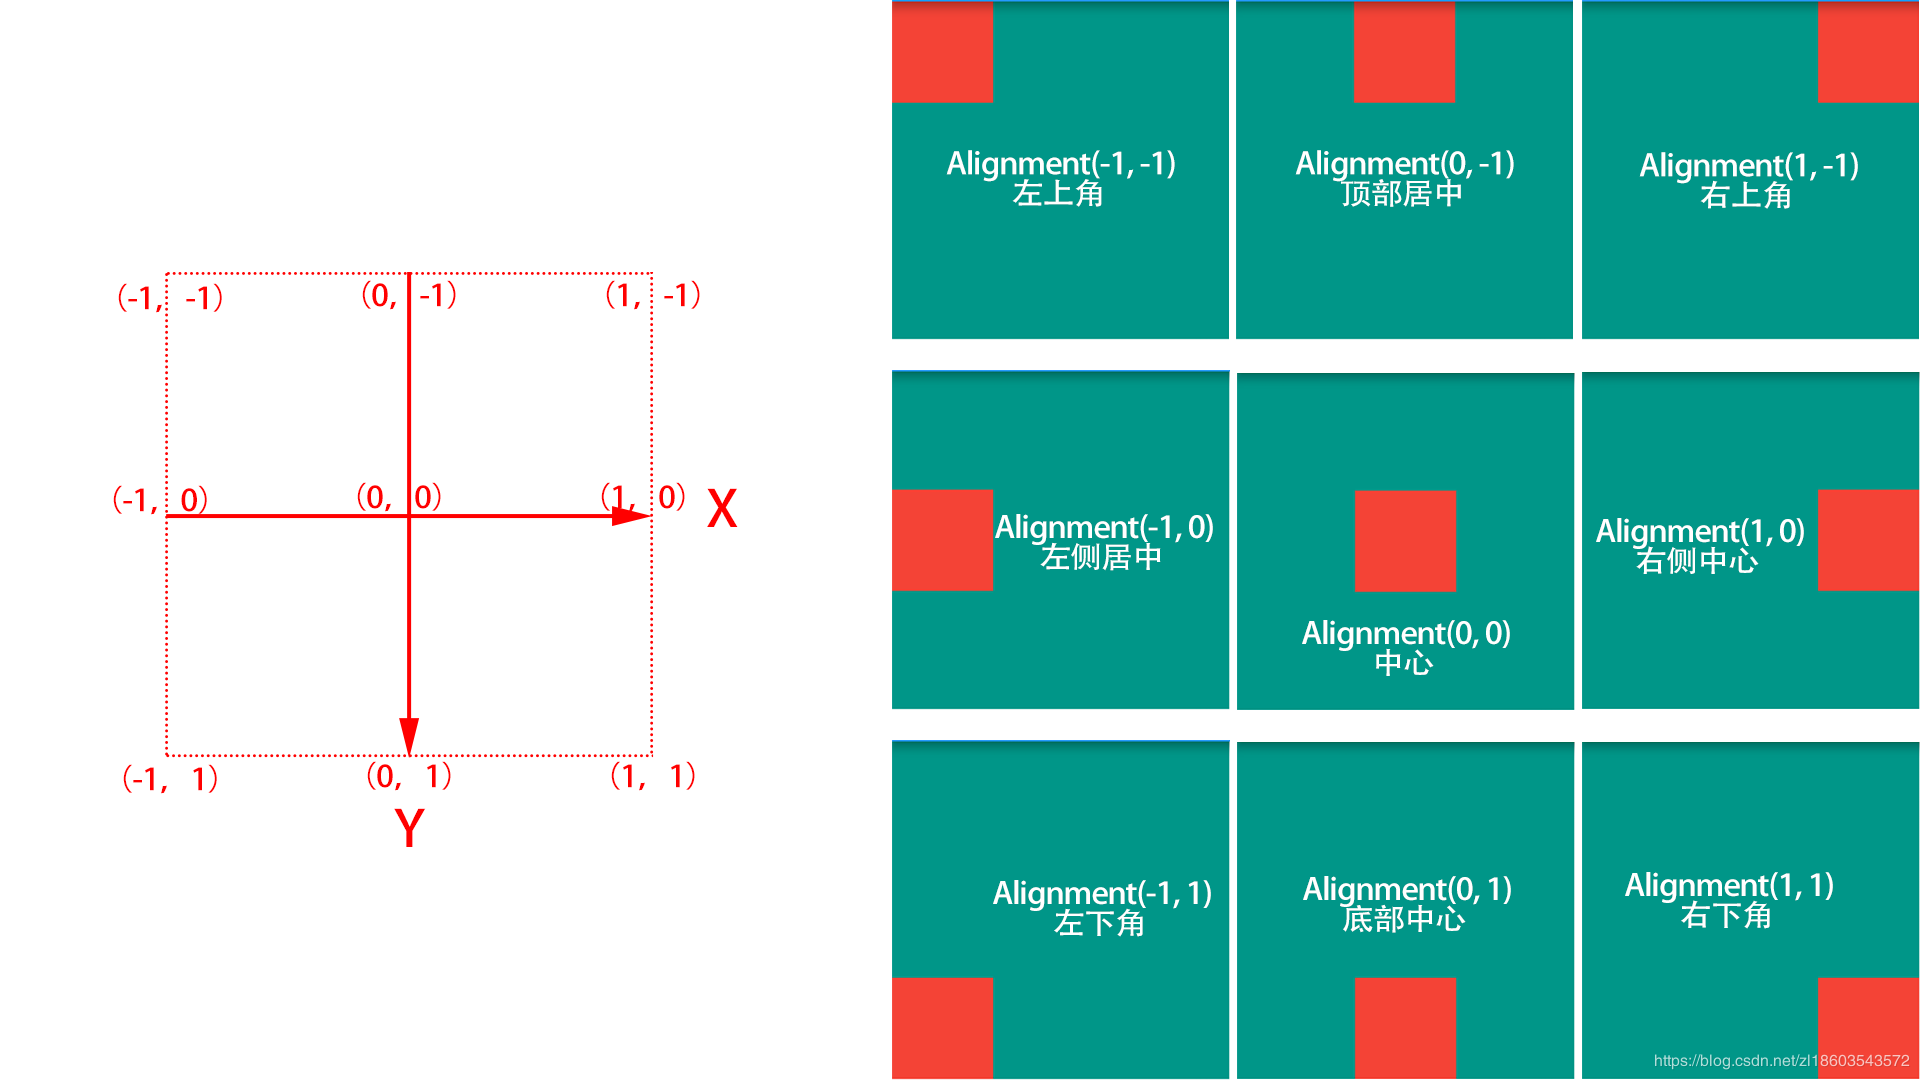 (-1, -1)
(0, -1)
(1, -1)
(-1, 0)
(0, 0)
(1, 0)
X
(-1, 1)
(0, 1)
(1, 1)
Y
Alignment(-1, -1)
左上角
Alignment(0, -1)
顶部居中
Alignment(1, -1)
右上角
Alignment(-1, 0)
左侧居中
Alignment(0, 0)
中心
Alignment(1, 0)
右侧中心
Alignment(-1, 1)
左下角
Alignment(0, 1)
底部中心
Alignment(1, 1)
右下角
https://blog.csdn.net/zl18603543572